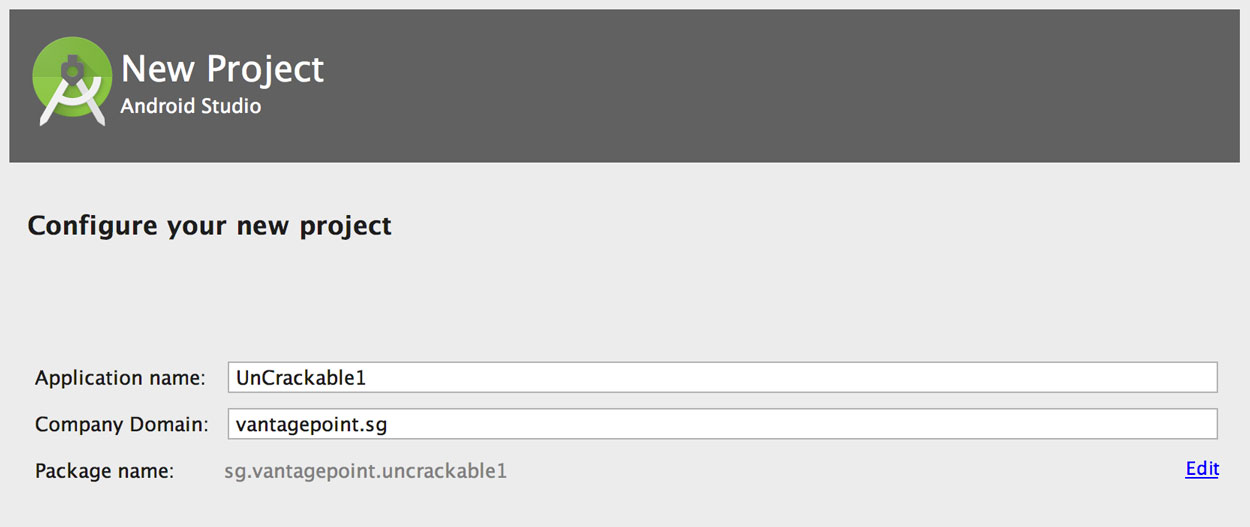 New Project
Android Studio
Configure your new project
Application name: UnCrackable1
Company Domain: vantagepoint.sg
Package name: sg.vantagepoint.uncrackable1 Edit